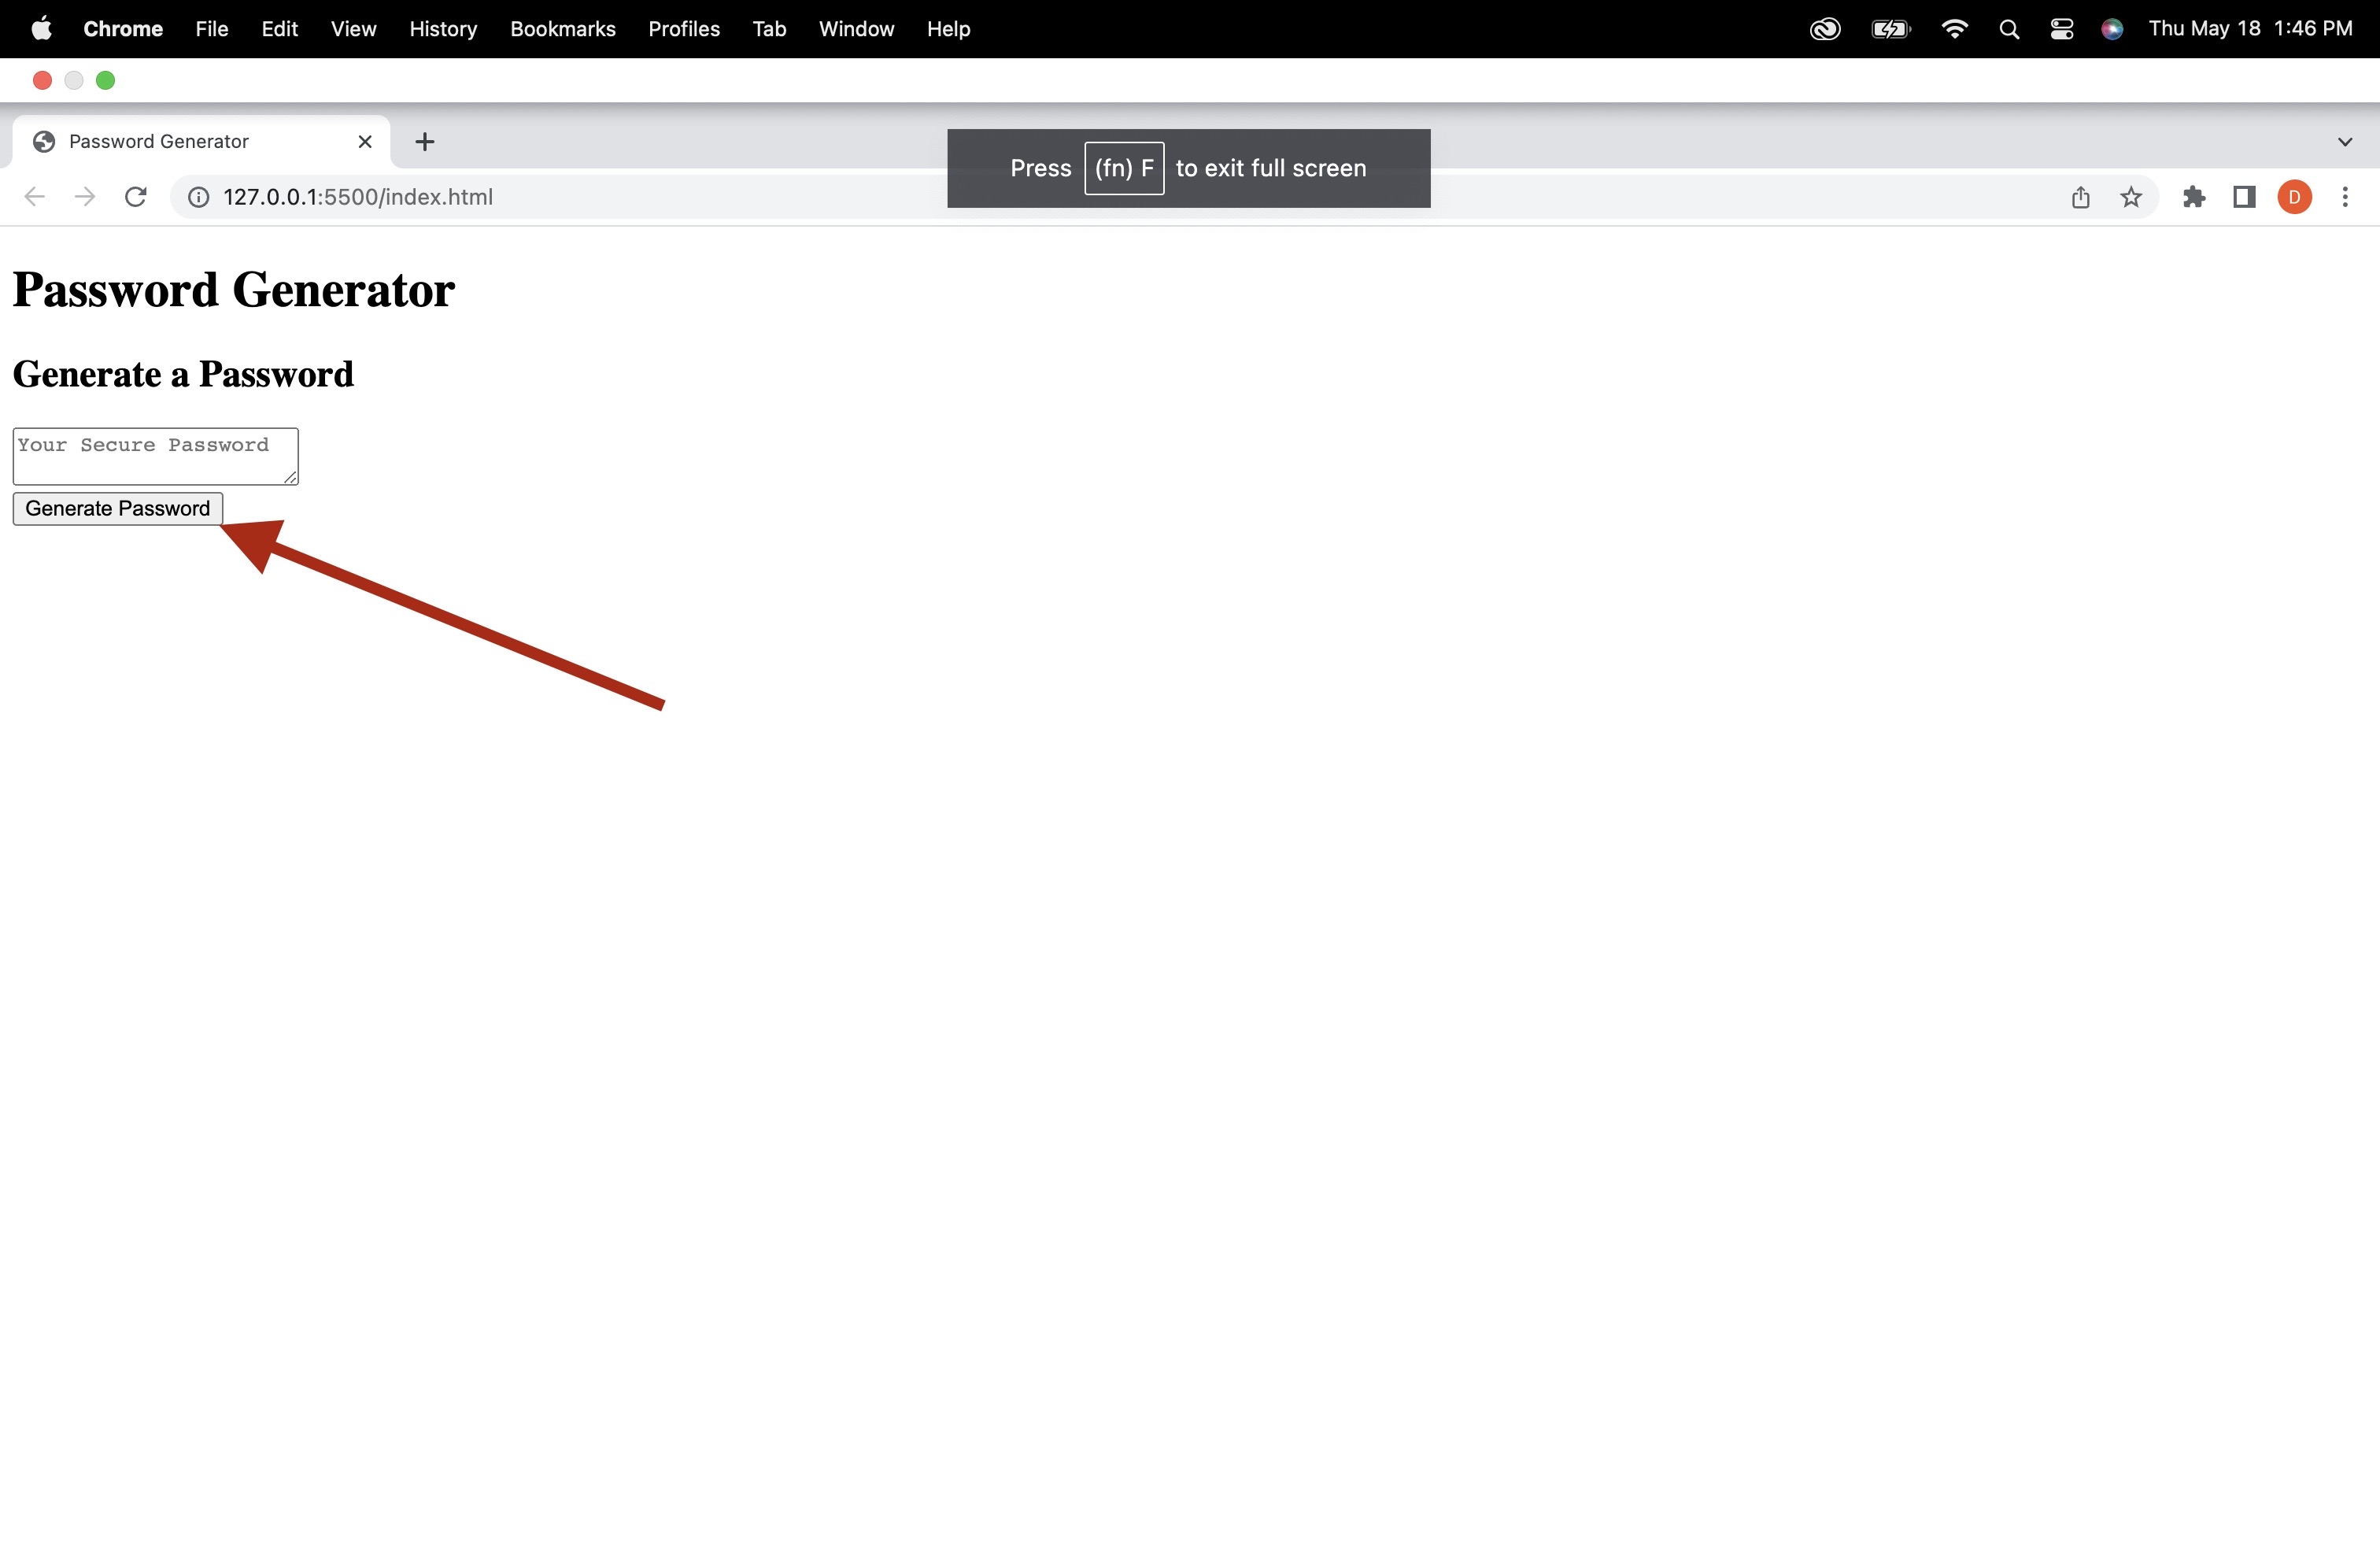 Chrome File Edit View History Bookmarks Profiles Tab Window Help Thu May 18 1:46 PM
Password Generator
Press (fn) F to exit full screen
127.0.0.1:5500/index.html
D
Password Generator
Generate a Password
Your Secure Password
Generate Password